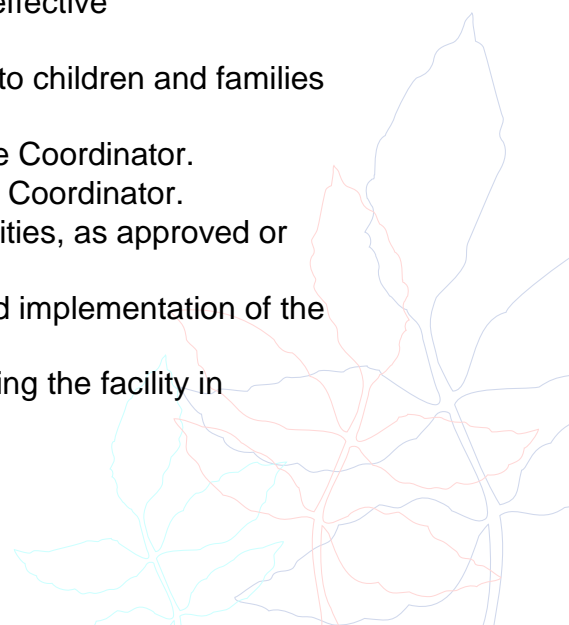 effective
to children and families
e Coordinator.
Coordinator.
ities, as approved or
d implementation of the
ing the facility in